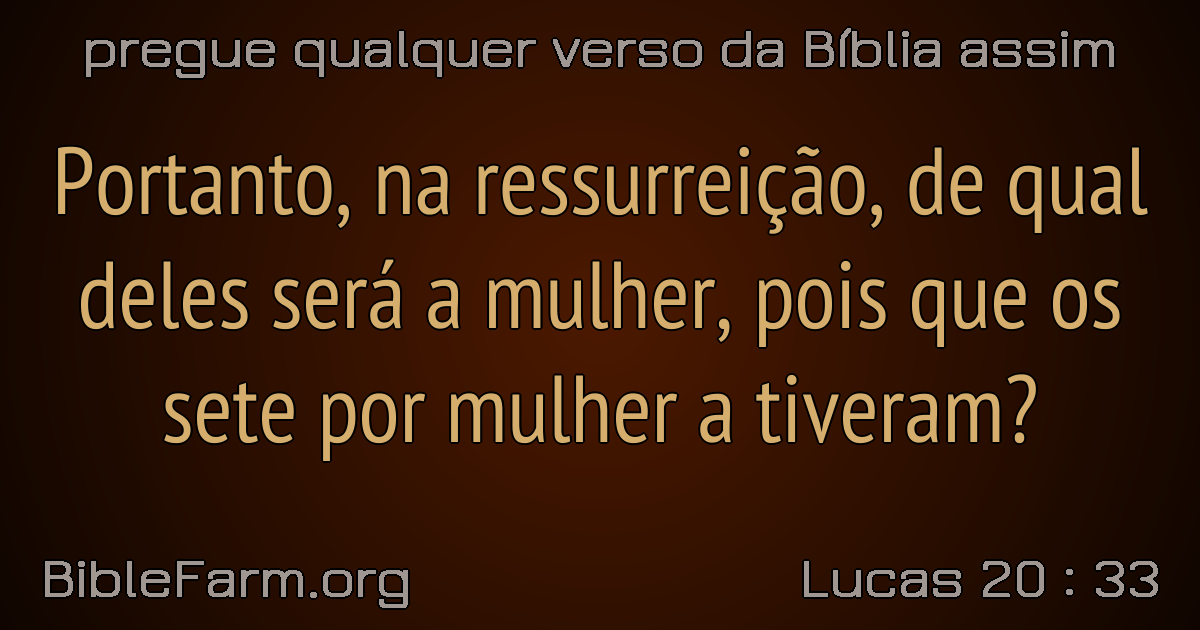 pregue qualquer verso da Bíblia assim
Portanto, na ressurreição, de qual
deles será a mulher, pois que os
sete por mulher a tiveram?
BibleFarm.org
Lucas 20 : 33